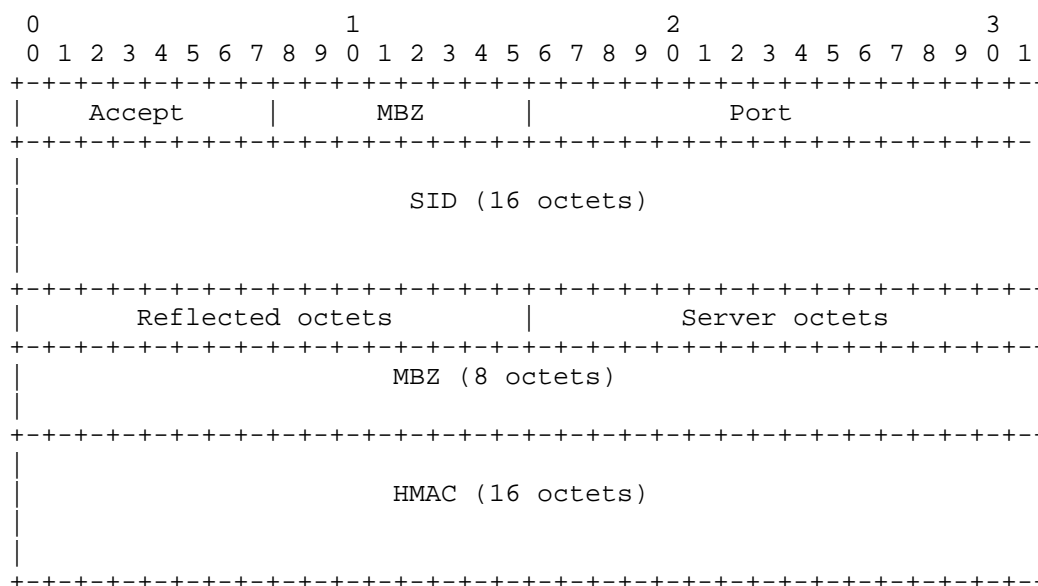 0                   1                   2                   3
0 1 2 3 4 5 6 7 8 9 0 1 2 3 4 5 6 7 8 9 0 1 2 3 4 5 6 7 8 9 0 1
+-+-+-+-+-+-+-+-+-+-+-+-+-+-+-+-+-+-+-+-+-+-+-+-+-+-+-+-+-+-+-+-
|    Accept     |      MBZ      |            Port
+-+-+-+-+-+-+-+-+-+-+-+-+-+-+-+-+-+-+-+-+-+-+-+-+-+-+-+-+-+-+-+-
|
|                        SID (16 octets)
|
|
+-+-+-+-+-+-+-+-+-+-+-+-+-+-+-+-+-+-+-+-+-+-+-+-+-+-+-+-+-+-+-+-
|       Reflected octets        |         Server octets
+-+-+-+-+-+-+-+-+-+-+-+-+-+-+-+-+-+-+-+-+-+-+-+-+-+-+-+-+-+-+-+-
|                       MBZ (8 octets)
|
+-+-+-+-+-+-+-+-+-+-+-+-+-+-+-+-+-+-+-+-+-+-+-+-+-+-+-+-+-+-+-+-
|
|                       HMAC (16 octets)
|
|
+-+-+-+-+-+-+-+-+-+-+-+-+-+-+-+-+-+-+-+-+-+-+-+-+-+-+-+-+-+-+-+-